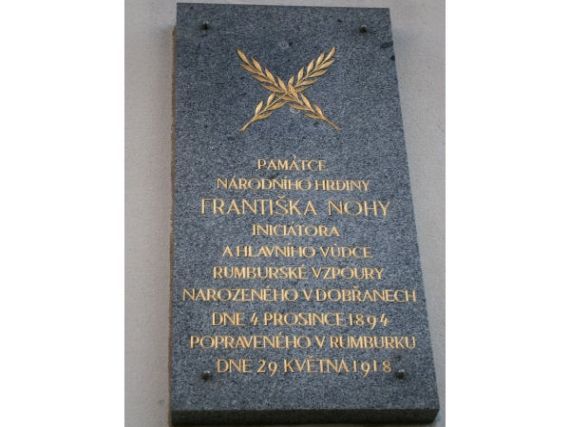 PAMÁTCE
NÁRODNÍHO HRDINY
FRANTIŠKA NOHY
INICIÁTORA
A HLAVNÍHO VŮDCE
RUMBURSKÉ VZPOURY
NAROZENÉHO V DOBŘANECH
DNE 4 PROSINCE 1894
POPRAVENÉHO V RUMBURKU
DNE 29 KVĚTNA 1918